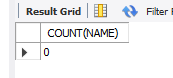 Result Grid Filter
COUNT(NAME)
0